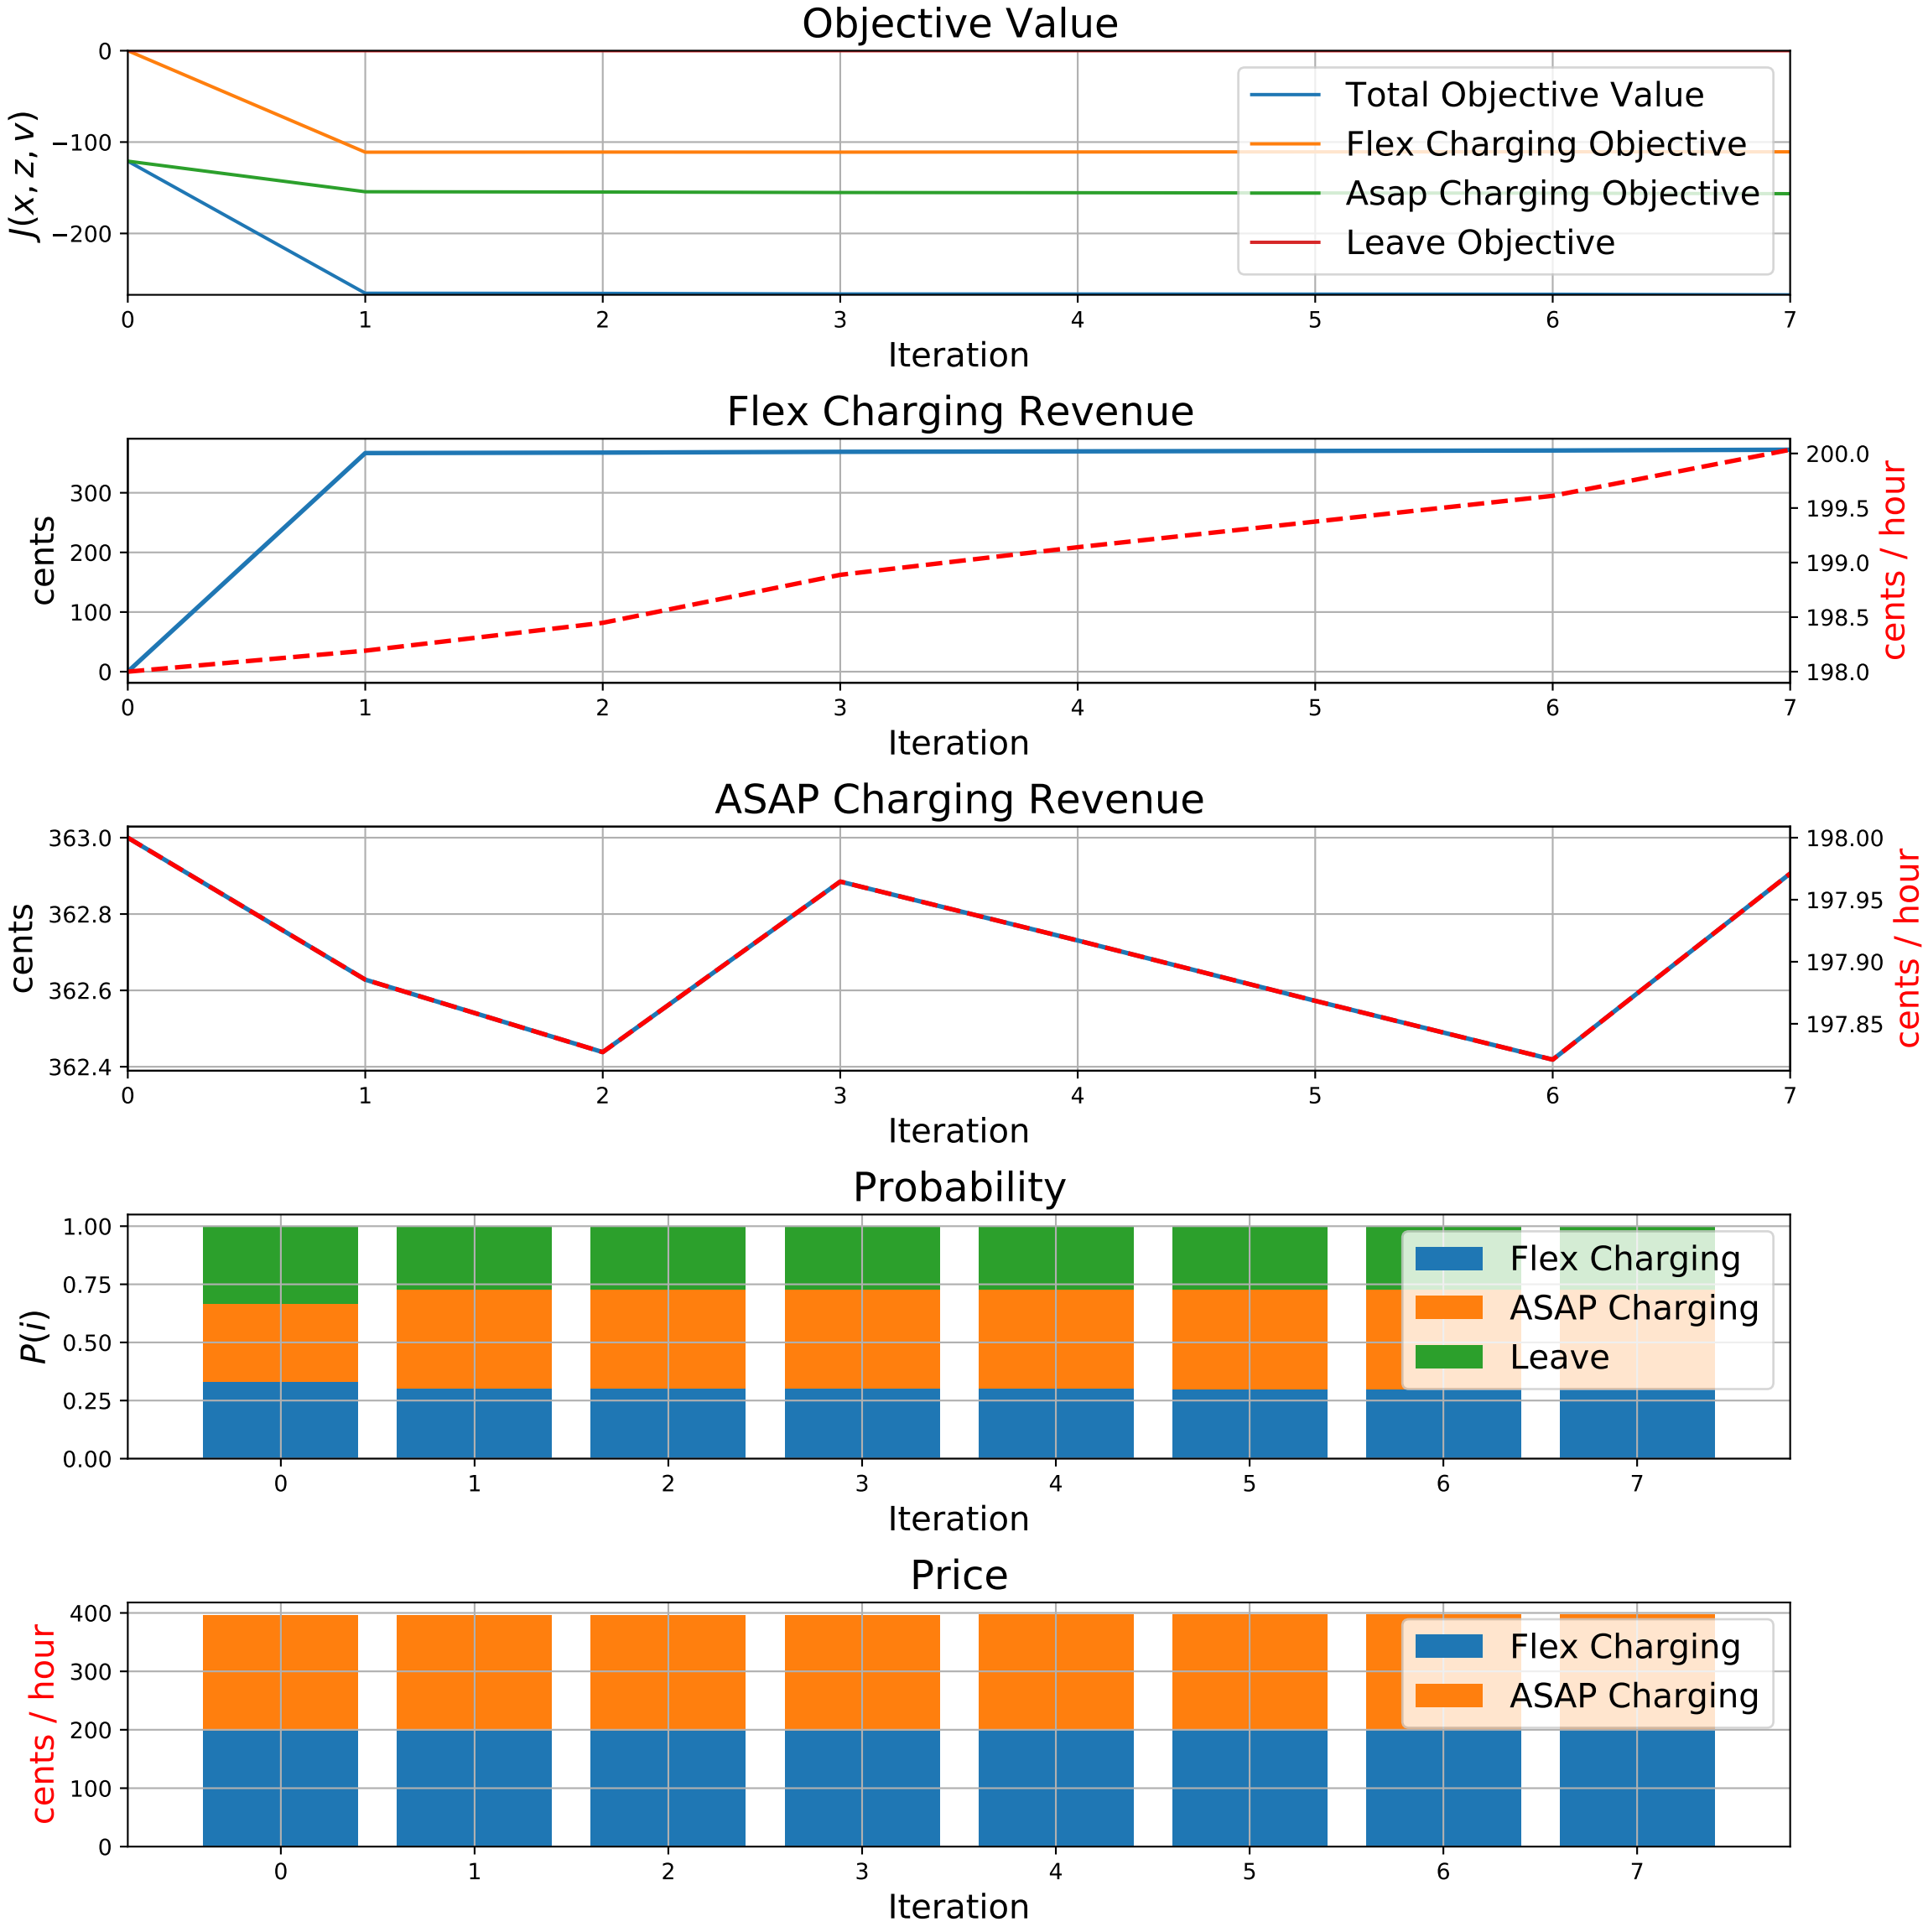 Objective Value
J(x, z, v)
0
−100
−200
Total Objective Value
Flex Charging Objective
Asap Charging Objective
Leave Objective
0 1 2 3 4 5 6 7
Iteration
Flex Charging Revenue
cents
300
200
100
0
200.0
199.5
199.0
198.5
198.0
cents / hour
0 1 2 3 4 5 6 7
Iteration
ASAP Charging Revenue
cents
363.0
362.8
362.6
362.4
198.00
197.95
197.90
197.85
cents / hour
0 1 2 3 4 5 6 7
Iteration
Probability
P(i)
1.00
0.75
0.50
0.25
0.00
Flex Charging
ASAP Charging
Leave
0 1 2 3 4 5 6 7
Iteration
Price
cents / hour
400
300
200
100
0
Flex Charging
ASAP Charging
0 1 2 3 4 5 6 7
Iteration